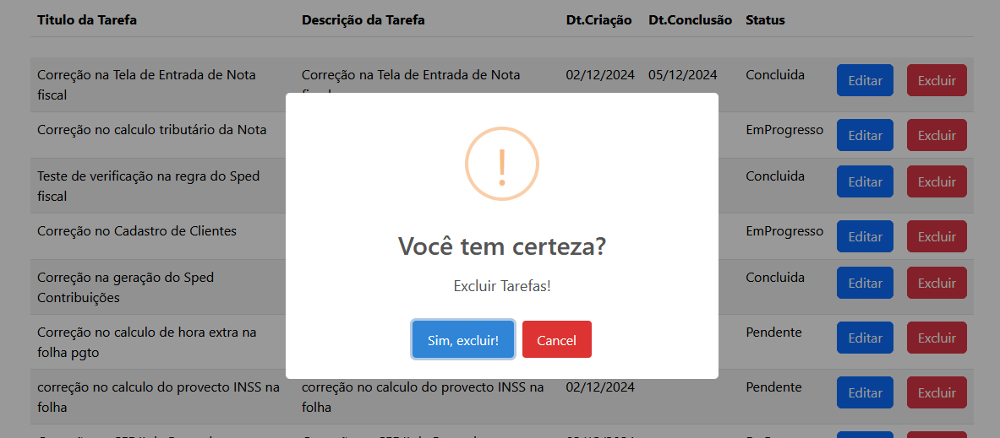 Titulo da Tarefa Descrição da Tarefa Dt.Criação Dt.Conclusão Status
Correção na Tela de Entrada de Nota Correção na Tela de Entrada de Nota 02/12/2024 05/12/2024 Concluida Editar Excluir
fiscal
Correção no calculo tributário da Nota EmProgresso Editar Excluir
Teste de verificação na regra do Sped Concluida Editar Excluir
fiscal
Correção no Cadastro de Clientes EmProgresso Editar Excluir
Correção na geração do Sped Concluida Editar Excluir
Contribuições
Correção no calculo de hora extra na Pendente Editar Excluir
folha pgto
correção no calculo do provecto INSS na correção no calculo do provecto INSS na 02/12/2024 Pendente Editar Excluir
folha folha
!
Você tem certeza?
Excluir Tarefas!
Sim, excluir! Cancel